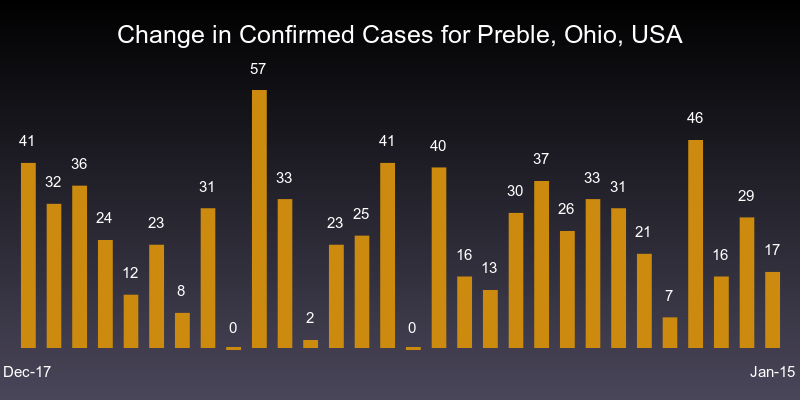 Change in Confirmed Cases for Preble, Ohio, USA
41 32 36 24 12 23 8 31 0 57 33 2 23 25 41 0 40 16 13 30 37 26 33 31 21 7 46 16 29 17
Dec-17 Jan-15